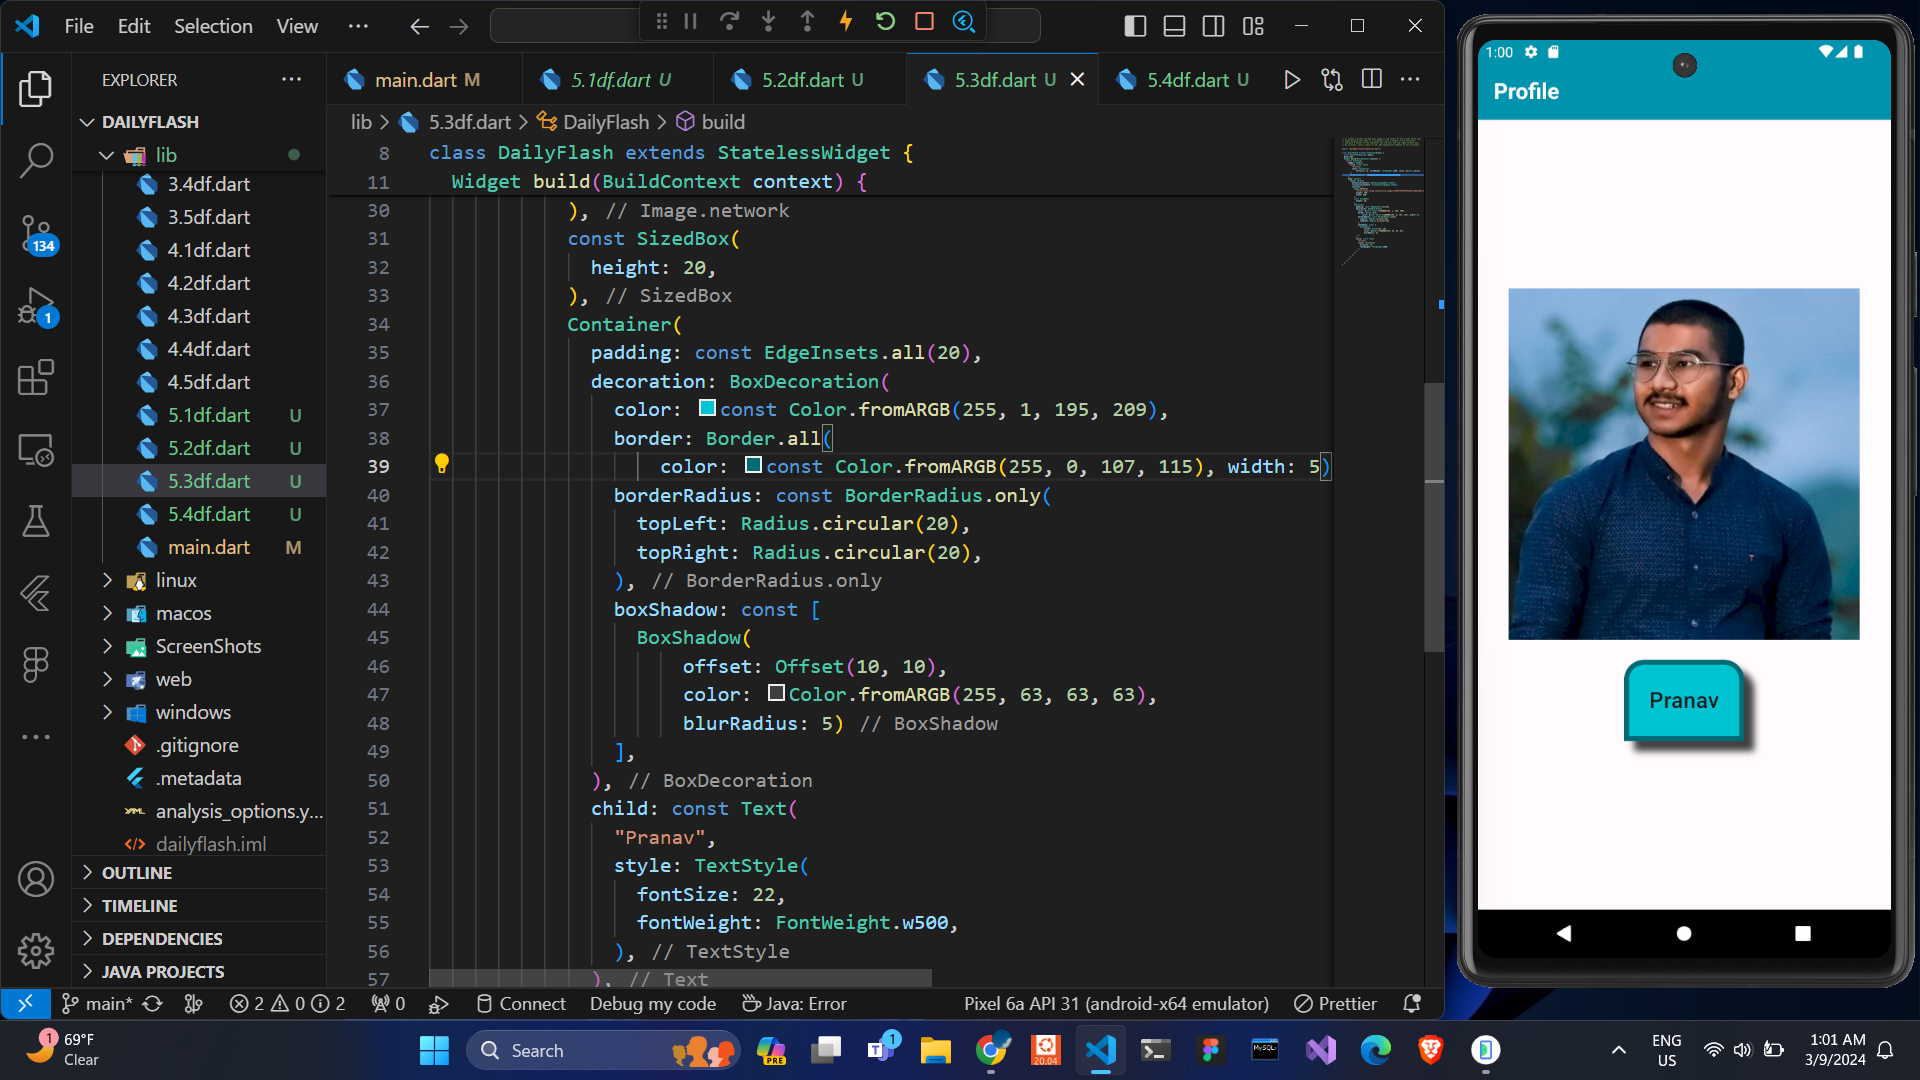 File Edit Selection View ···
EXPLORER ···
DAILYFLASH
lib
3.4df.dart
3.5df.dart
4.1df.dart
4.2df.dart
4.3df.dart
4.4df.dart
4.5df.dart
5.1df.dart U
5.2df.dart U
5.3df.dart U
5.4df.dart U
main.dart M
linux
macos
ScreenShots
web
windows
.gitignore
.metadata
analysis_options.y...
dailyflash.iml
OUTLINE
TIMELINE
DEPENDENCIES
JAVA PROJECTS
134
1
main.dart M 5.1df.dart U 5.2df.dart U 5.3df.dart U 5.4df.dart U
lib > 5.3df.dart > DailyFlash > build
8 class DailyFlash extends StatelessWidget {
11 Widget build(BuildContext context) {
30 ), // Image.network
31 const SizedBox(
32 height: 20,
33 ), // SizedBox
34 Container(
35 padding: const EdgeInsets.all(20),
36 decoration: BoxDecoration(
37 color: const Color.fromARGB(255, 1, 195, 209),
38 border: Border.all(
39 color: const Color.fromARGB(255, 0, 107, 115), width: 5)
40 borderRadius: const BorderRadius.only(
41 topLeft: Radius.circular(20),
42 topRight: Radius.circular(20),
43 ), // BorderRadius.only
44 boxShadow: const [
45 BoxShadow(
46 offset: Offset(10, 10),
47 color: Color.fromARGB(255, 63, 63, 63),
48 blurRadius: 5) // BoxShadow
49 ],
50 ), // BoxDecoration
51 child: const Text(
52 "Pranav",
53 style: TextStyle(
54 fontSize: 22,
55 fontWeight: FontWeight.w500,
56 ), // TextStyle
57 ), // Text
main* 2 0 2 0 Connect Debug my code Java: Error Pixel 6a API 31 (android-x64 emulator) Prettier
1:00
Profile
Pranav
1
69°F
Clear
Search
PRE
1
20.04
MySQL
ENG
US
1:01 AM
3/9/2024